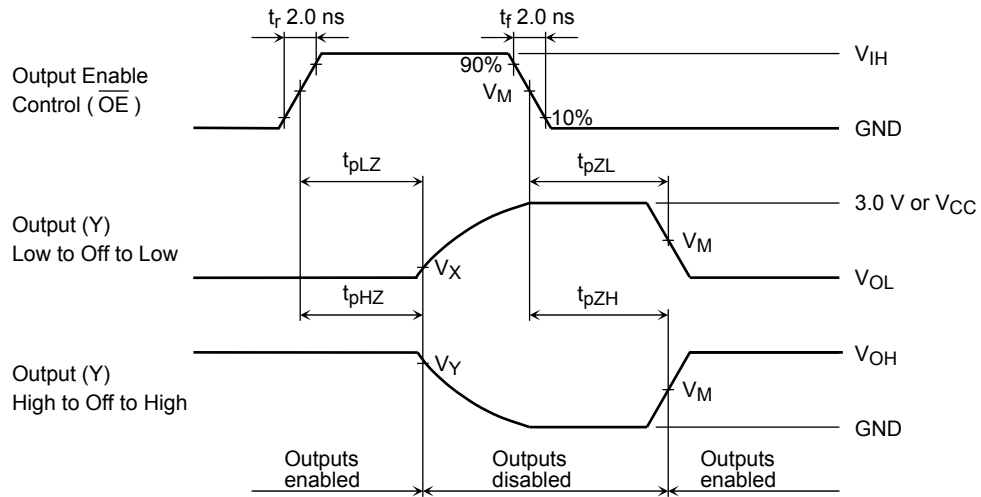 tr 2.0 ns
tf 2.0 ns
Output Enable
Control ( OE )
90%
VM
10%
VIH
GND
tpLZ
tpZL
Output (Y)
Low to Off to Low
VX
VM
3.0 V or VCC
VOL
tpHZ
tpZH
Output (Y)
High to Off to High
VY
VM
VOH
GND
Outputs
enabled
Outputs
disabled
Outputs
enabled